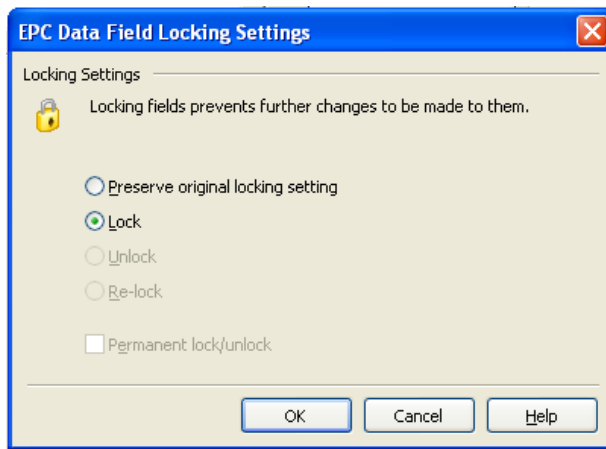 EPC Data Field Locking Settings
Locking Settings
Locking fields prevents further changes to be made to them.
Preserve original locking setting
Lock
Unlock
Re-lock
Permanent lock/unlock
OK Cancel Help